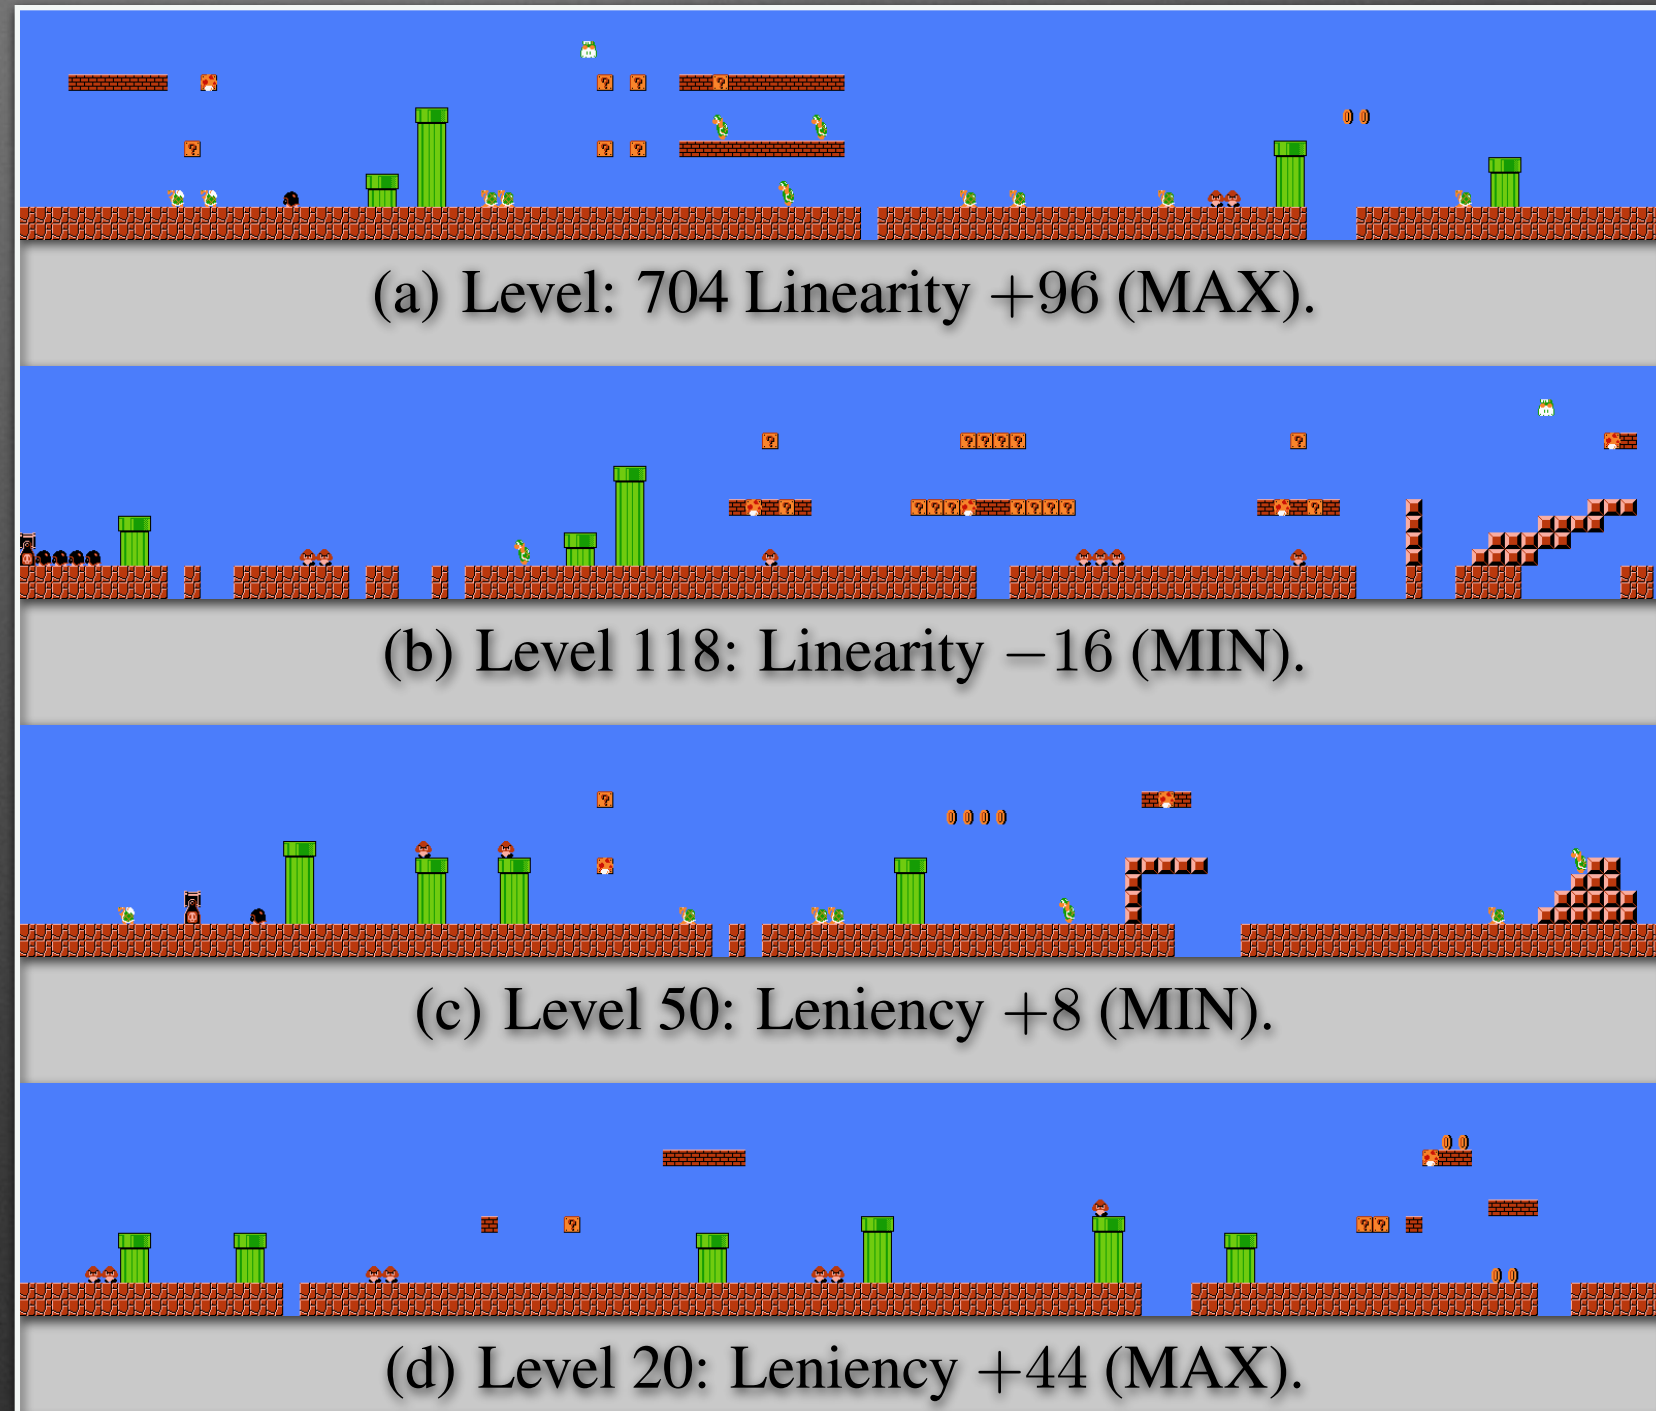 (a) Level: 704 Linearity +96 (MAX).
(b) Level 118: Linearity −16 (MIN).
(c) Level 50: Leniency +8 (MIN).
(d) Level 20: Leniency +44 (MAX).